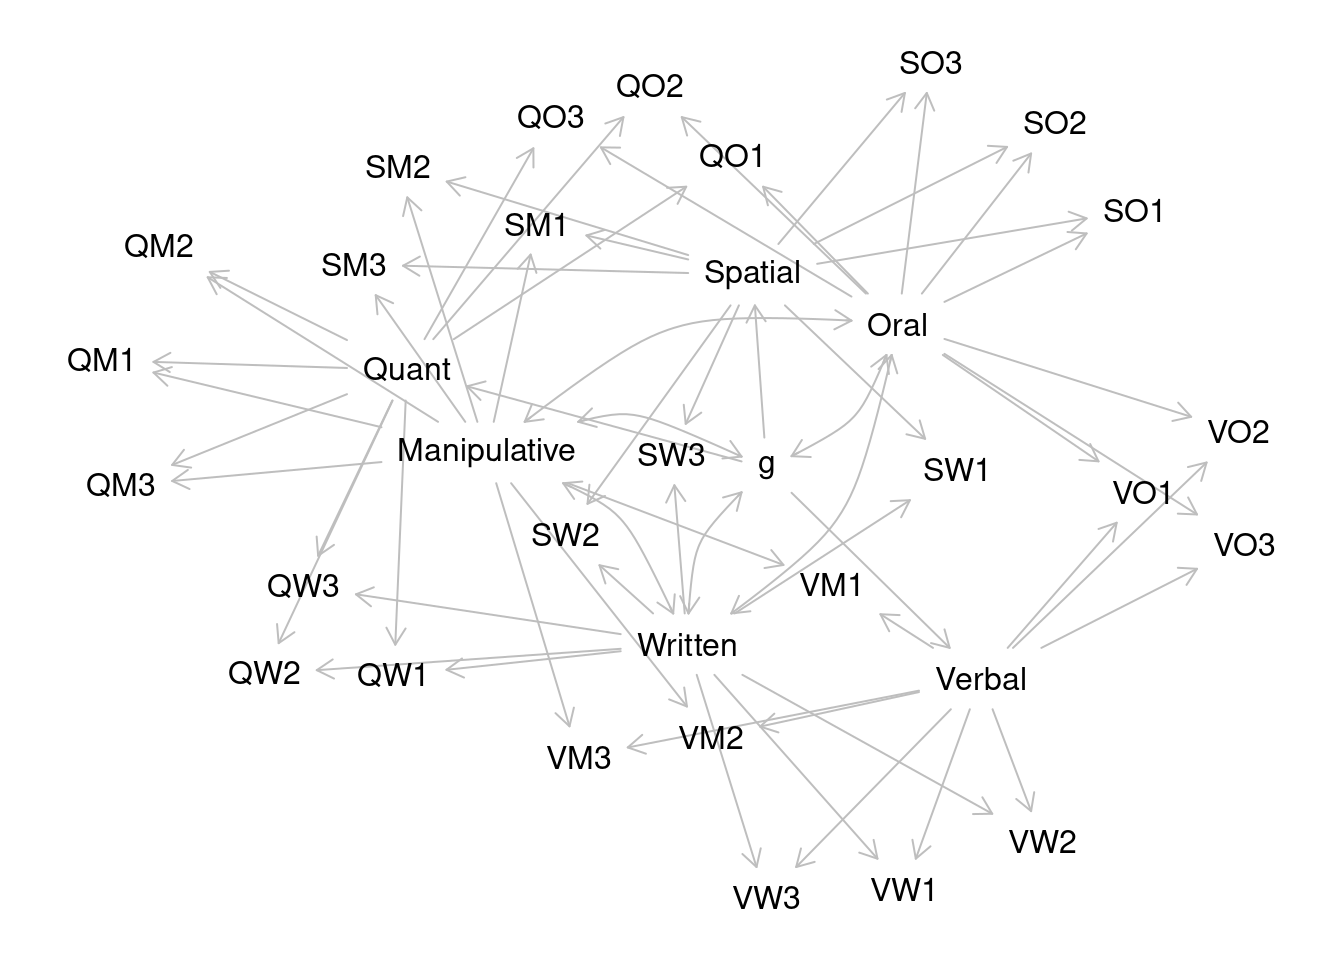 SO3
QO2
QO3
SO2
QO1
SM2
SO1
SM1
QM2
SM3
Spatial
Oral
QM1
Quant
VO2
Manipulative
SW3
g
SW1
QM3
VO1
SW2
VO3
QW3
VM1
Written
QW2
QW1
Verbal
VM2
VM3
VW2
VW1
VW3